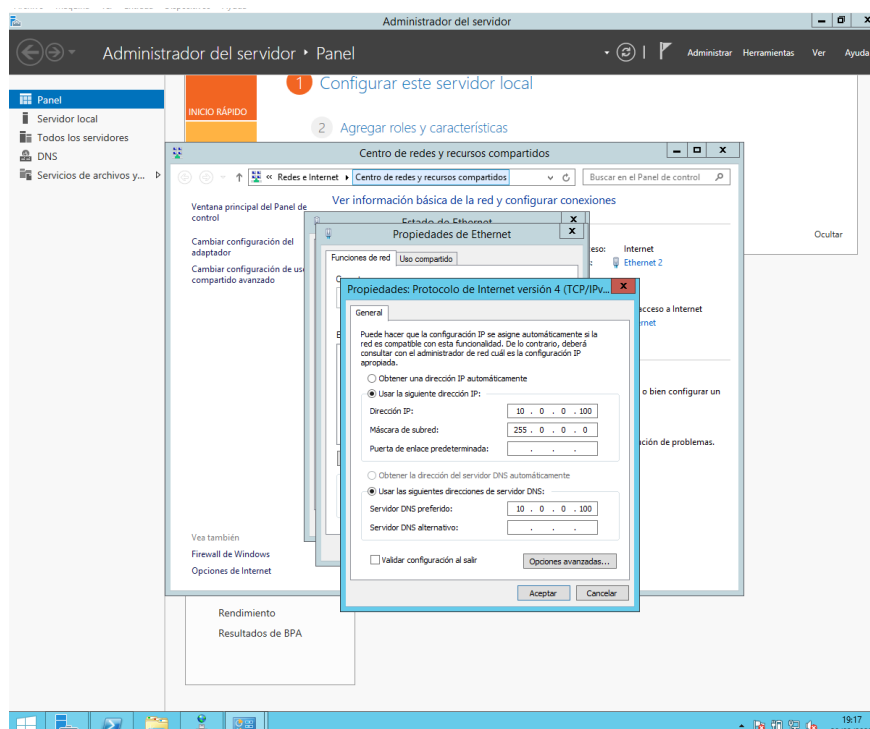 Administrador del servidor
Administrador del servidor ‣ Panel
Administrar Herramientas Ver Ayuda
Panel
Servidor local
Todos los servidores
DNS
Servicios de archivos y...
INICIO RÁPIDO
1 Configurar este servidor local
2 Agregar roles y características
Ocultar
Centro de redes y recursos compartidos
« Redes e Internet ▸ Centro de redes y recursos compartidos
Buscar en el Panel de control
Ventana principal del Panel de
control
Cambiar configuración del
adaptador
Cambiar configuración de us
compartido avanzado
Vea también
Firewall de Windows
Opciones de Internet
Ver información básica de la red y configurar conexiones
Internet
Ethernet 2
acceso a Internet
rnet
o bien configurar un
ción de problemas.
Estado de Ethernet
Propiedades de Ethernet
Funciones de red Uso compartido
Propiedades: Protocolo de Internet versión 4 (TCP/IPv...
General
Puede hacer que la configuración IP se asigne automáticamente si la
red es compatible con esta funcionalidad. De lo contrario, deberá
consultar con el administrador de red cuál es la configuración IP
apropiada.
Obtener una dirección IP automáticamente
Usar la siguiente dirección IP:
Dirección IP: 10 . 0 . 0 . 100
Máscara de subred: 255 . 0 . 0 . 0
Puerta de enlace predeterminada: . . .
Obtener la dirección del servidor DNS automáticamente
Usar las siguientes direcciones de servidor DNS:
Servidor DNS preferido: 10 . 0 . 0 . 100
Servidor DNS alternativo: . . .
Validar configuración al salir
Opciones avanzadas...
Aceptar Cancelar
Rendimiento
Resultados de BPA
19:17